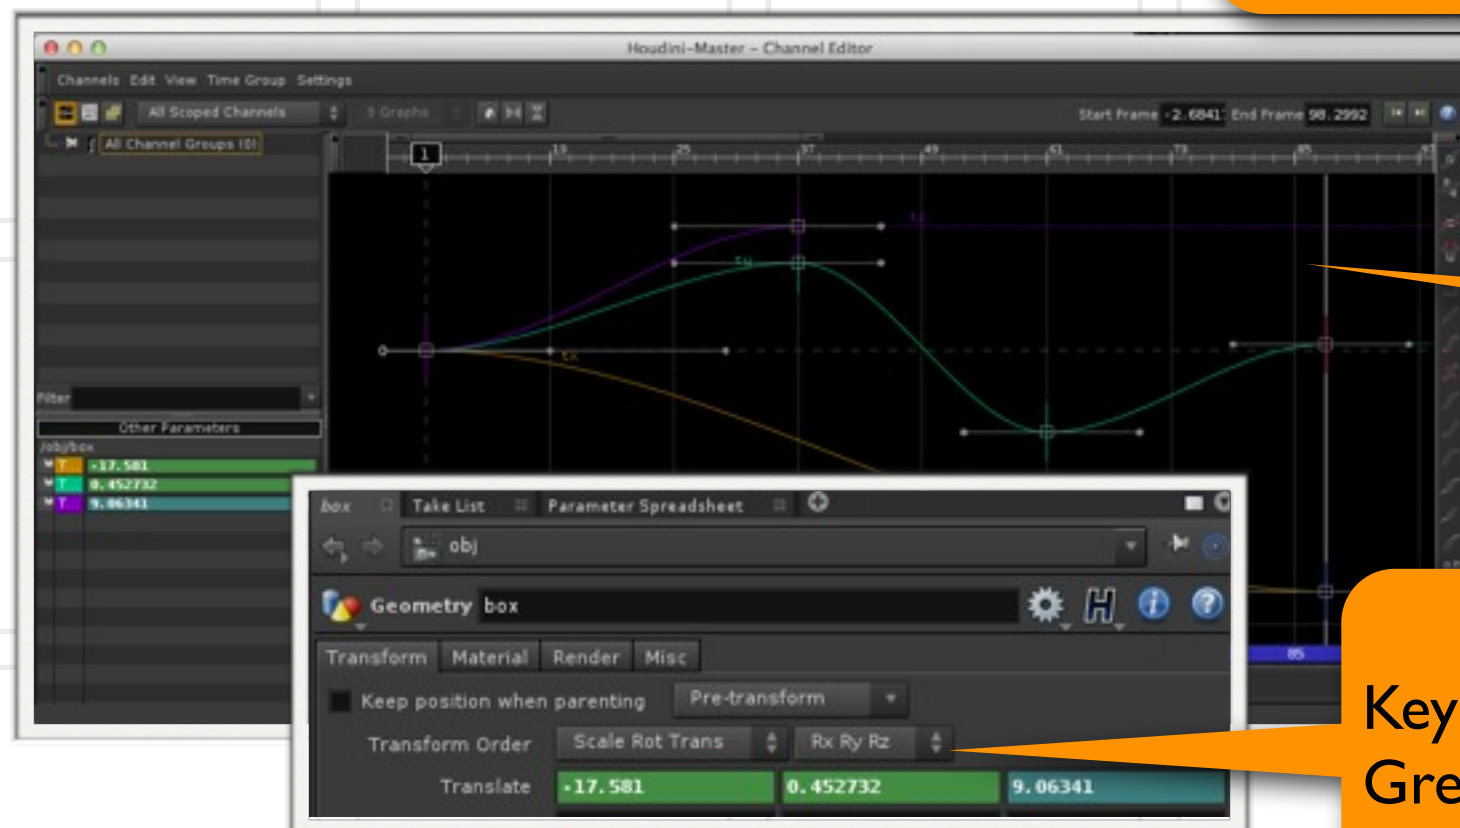 Houdini-Master - Channel Editor
Channels Edit View Time Group Settings
All Scoped Channels 3 Graphs Start Frame -2.6841 End Frame 98.2992
All Channel Groups (0)
1 13 25 37 49 61 73 85 97
tz
ty
tx
Filter
Other Parameters
/obj/box
T -17.581
T 0.452732
T 9.06341
85
box Take List Parameter Spreadsheet
obj
Geometry box
Transform Material Render Misc
Keep position when parenting Pre-transform
Transform Order Scale Rot Trans Rx Ry Rz
Translate -17.581 0.452732 9.06341
Key
Gre